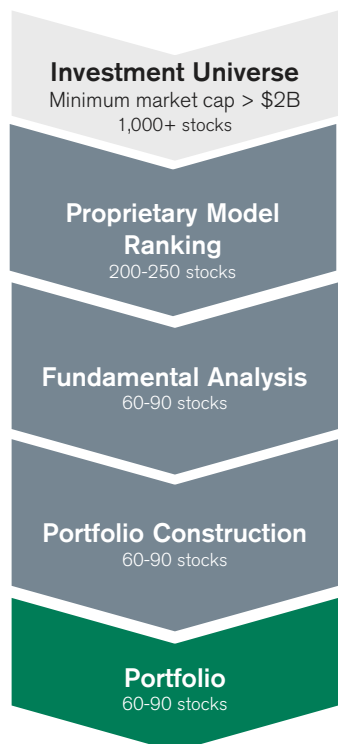 Investment Universe
Minimum market cap > $2B
1,000+ stocks
Proprietary Model
Ranking
200-250 stocks
Fundamental Analysis
60-90 stocks
Portfolio Construction
60-90 stocks
Portfolio
60-90 stocks